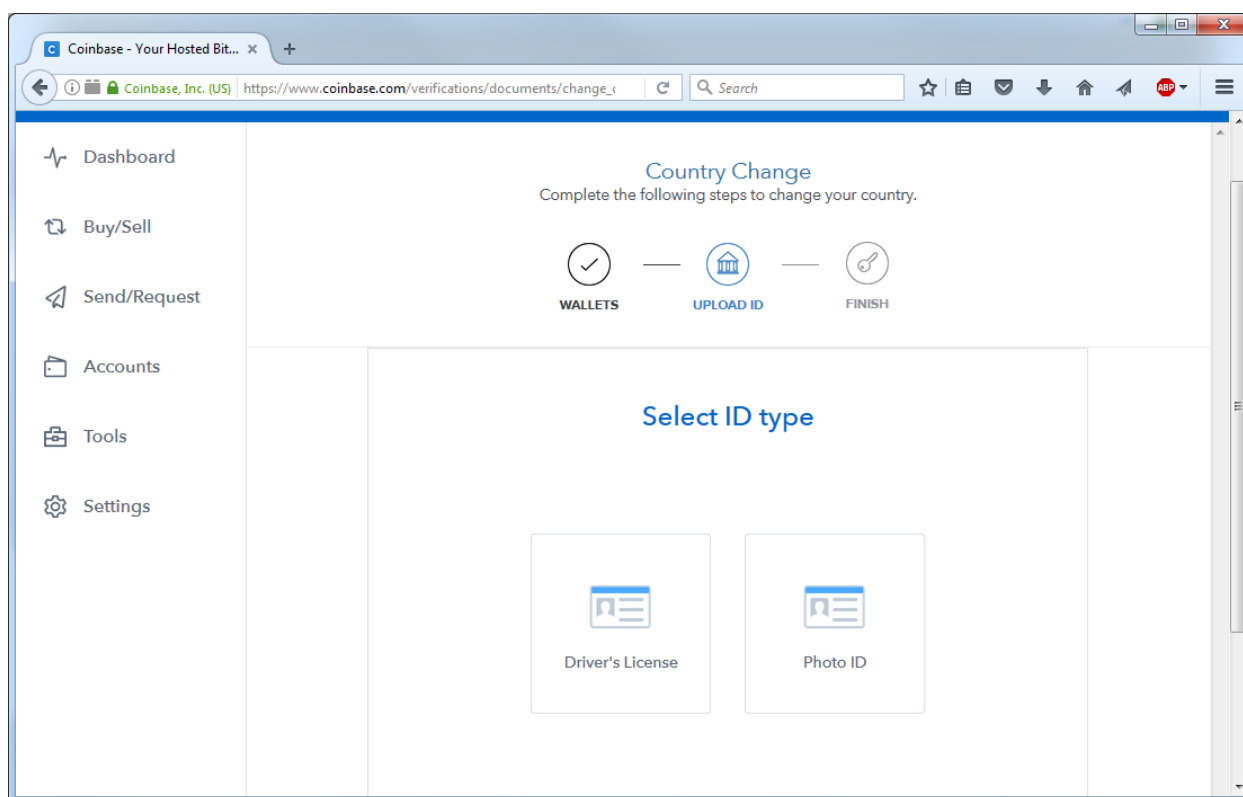 Coinbase - Your Hosted Bit...
Coinbase, Inc. (US) https://www.coinbase.com/verifications/documents/change_ Search ABP
Dashboard
Buy/Sell
Send/Request
Accounts
Tools
Settings
Country Change
Complete the following steps to change your country.
WALLETS UPLOAD ID FINISH
Select ID type
Driver's License Photo ID